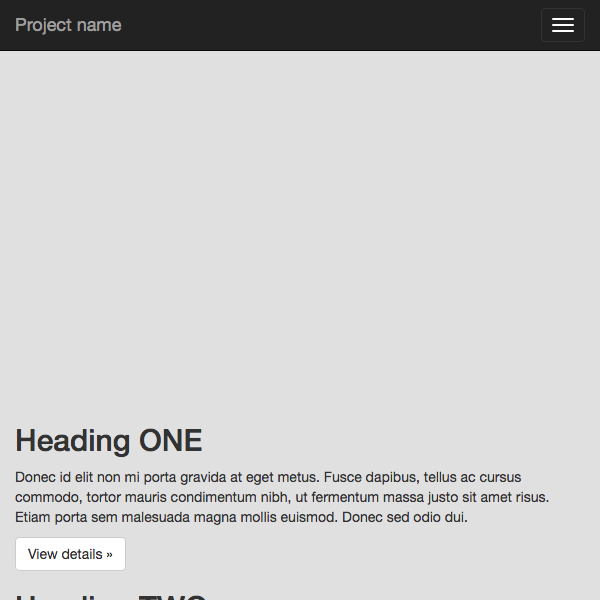 Project name
Heading ONE
Donec id elit non mi porta gravida at eget metus. Fusce dapibus, tellus ac cursus
commodo, tortor mauris condimentum nibh, ut fermentum massa justo sit amet risus.
Etiam porta sem malesuada magna mollis euismod. Donec sed odio dui.
View details »
Heading TWO